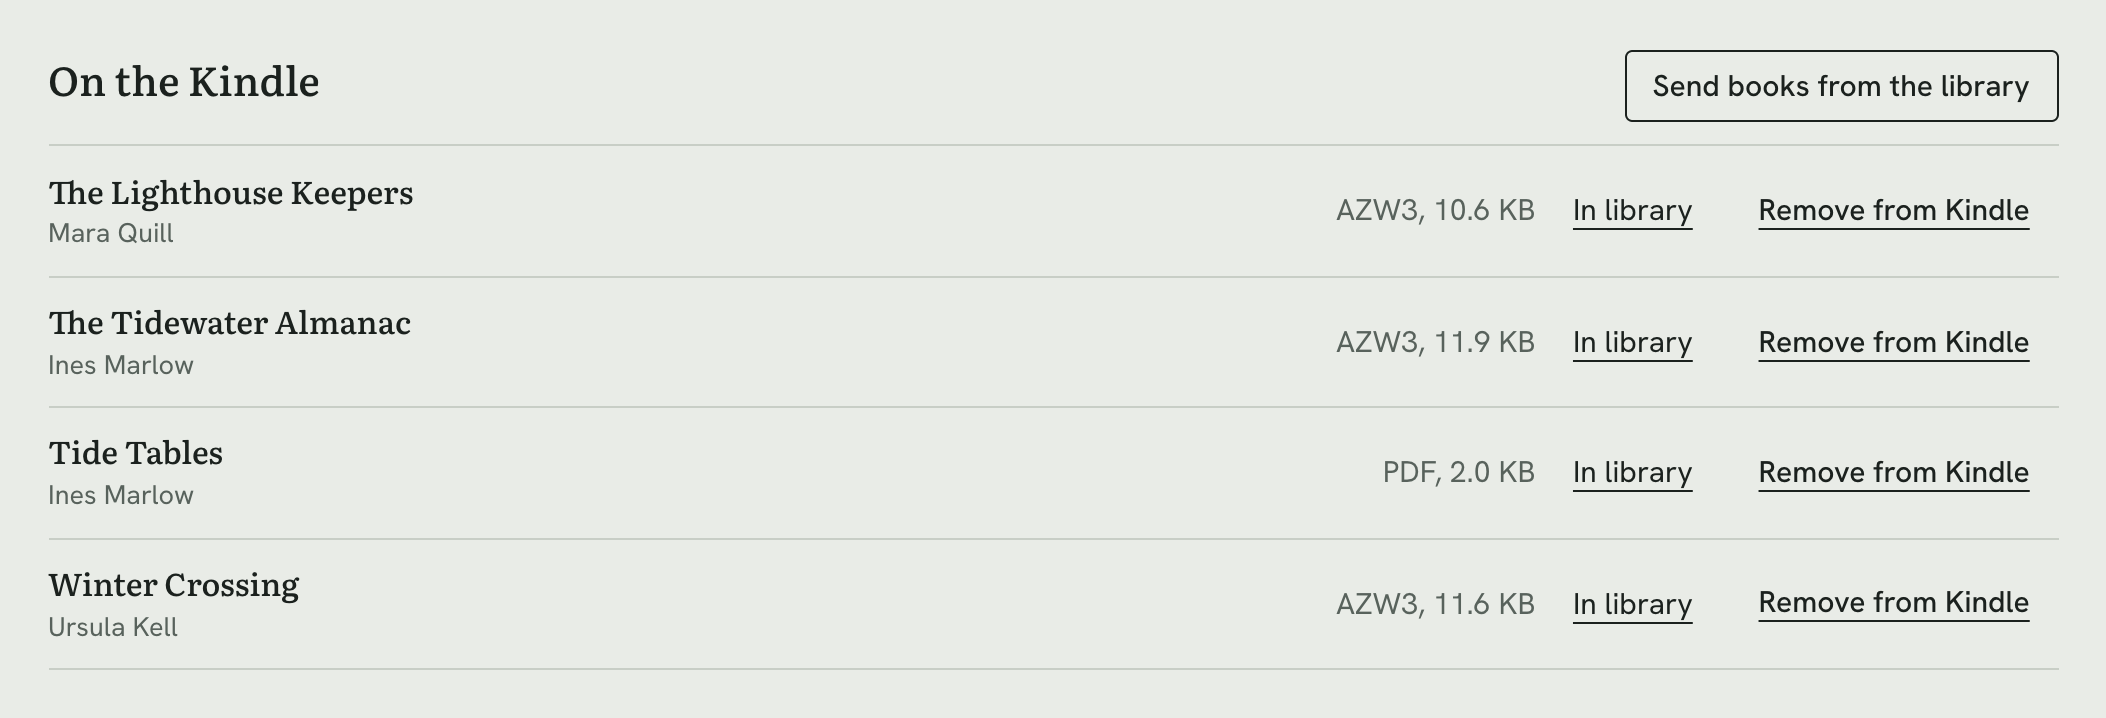 On the Kindle
Send books from the library
The Lighthouse Keepers
Mara Quill
AZW3, 10.6 KB
In library
Remove from Kindle
The Tidewater Almanac
Ines Marlow
AZW3, 11.9 KB
In library
Remove from Kindle
Tide Tables
Ines Marlow
PDF, 2.0 KB
In library
Remove from Kindle
Winter Crossing
Ursula Kell
AZW3, 11.6 KB
In library
Remove from Kindle